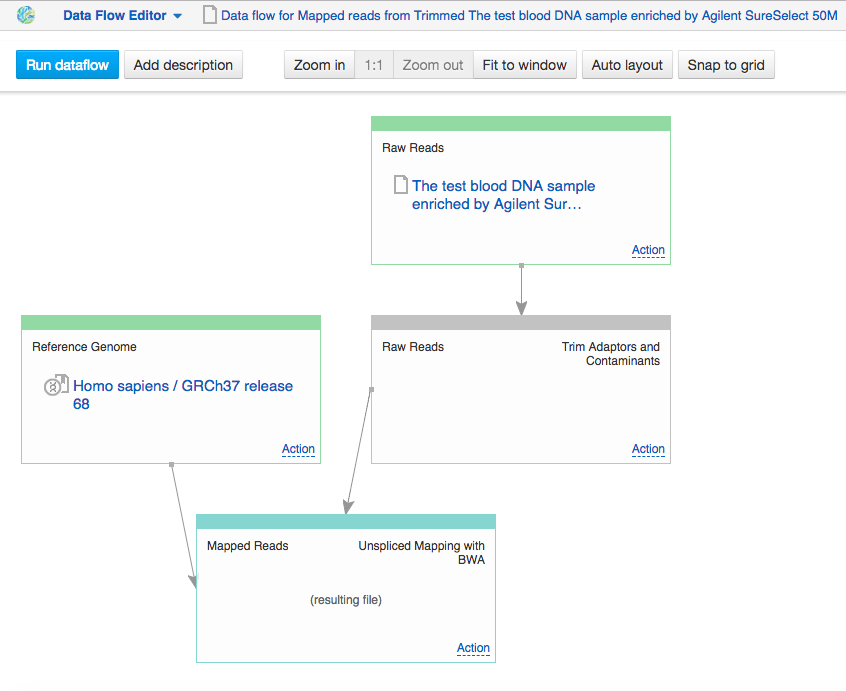 Data Flow Editor
Data flow for Mapped reads from Trimmed The test blood DNA sample enriched by Agilent SureSelect 50M
Run dataflow
Add description
Zoom in
1:1
Zoom out
Fit to window
Auto layout
Snap to grid
Raw Reads
The test blood DNA sample
enriched by Agilent Sur...
Action
Reference Genome
Homo sapiens / GRCh37 release
68
Action
Raw Reads
Trim Adaptors and
Contaminants
Action
Mapped Reads
Unspliced Mapping with
BWA
(resulting file)
Action